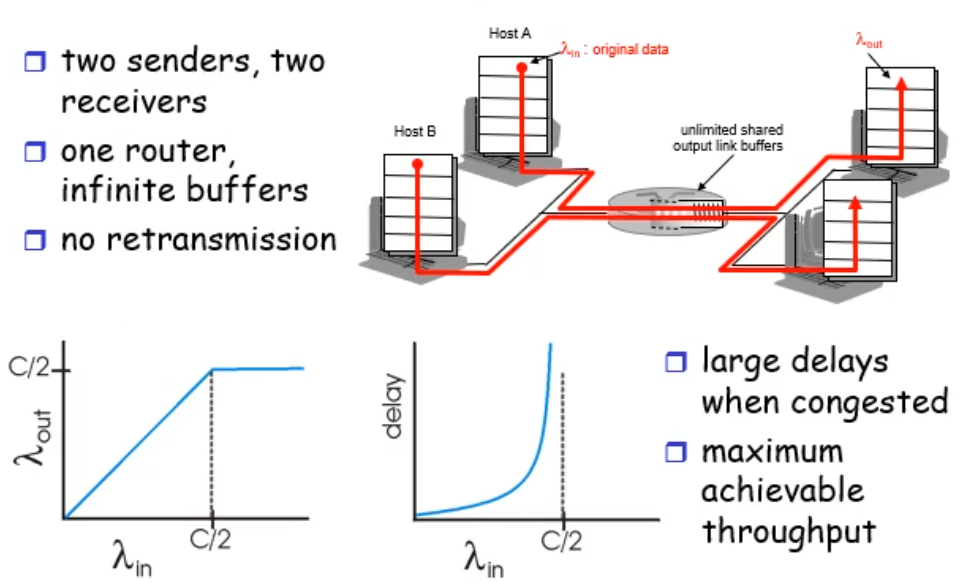 two senders, two
receivers
one router,
infinite buffers
no retransmission
Host A
λin : original data
λout
Host B
unlimited shared
output link buffers
C/2
λout
C/2
λin
delay
C/2
λin
large delays
when congested
maximum
achievable
throughput